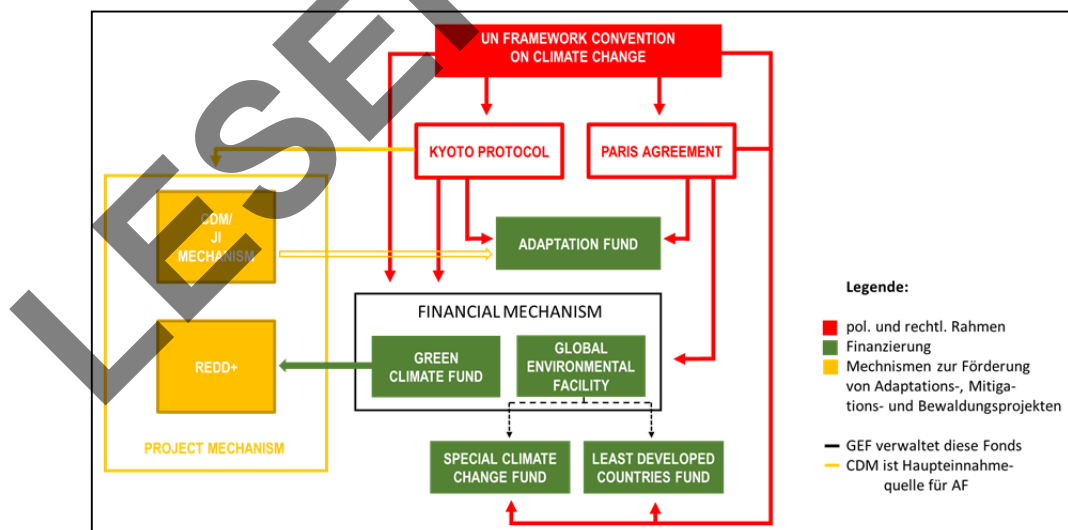 UN FRAMEWORK CONVENTION
ON CLIMATE CHANGE
KYOTO PROTOCOL
PARIS AGREEMENT
CDM/
JI
MECHANISM
ADAPTATION FUND
FINANCIAL MECHANISM
GREEN
CLIMATE FUND
GLOBAL
ENVIRONMENTAL
FACILITY
REDD+
PROJECT MECHANISM
SPECIAL CLIMATE
CHANGE FUND
LEAST DEVELOPED
COUNTRIES FUND
Legende:
pol. und rechtl. Rahmen
Finanzierung
Mechnismen zur Förderung
von Adaptations-, Mitiga-
tions- und Bewaldungsprojekten
GEF verwaltet diese Fonds
CDM ist Haupteinnahme-
quelle für AF